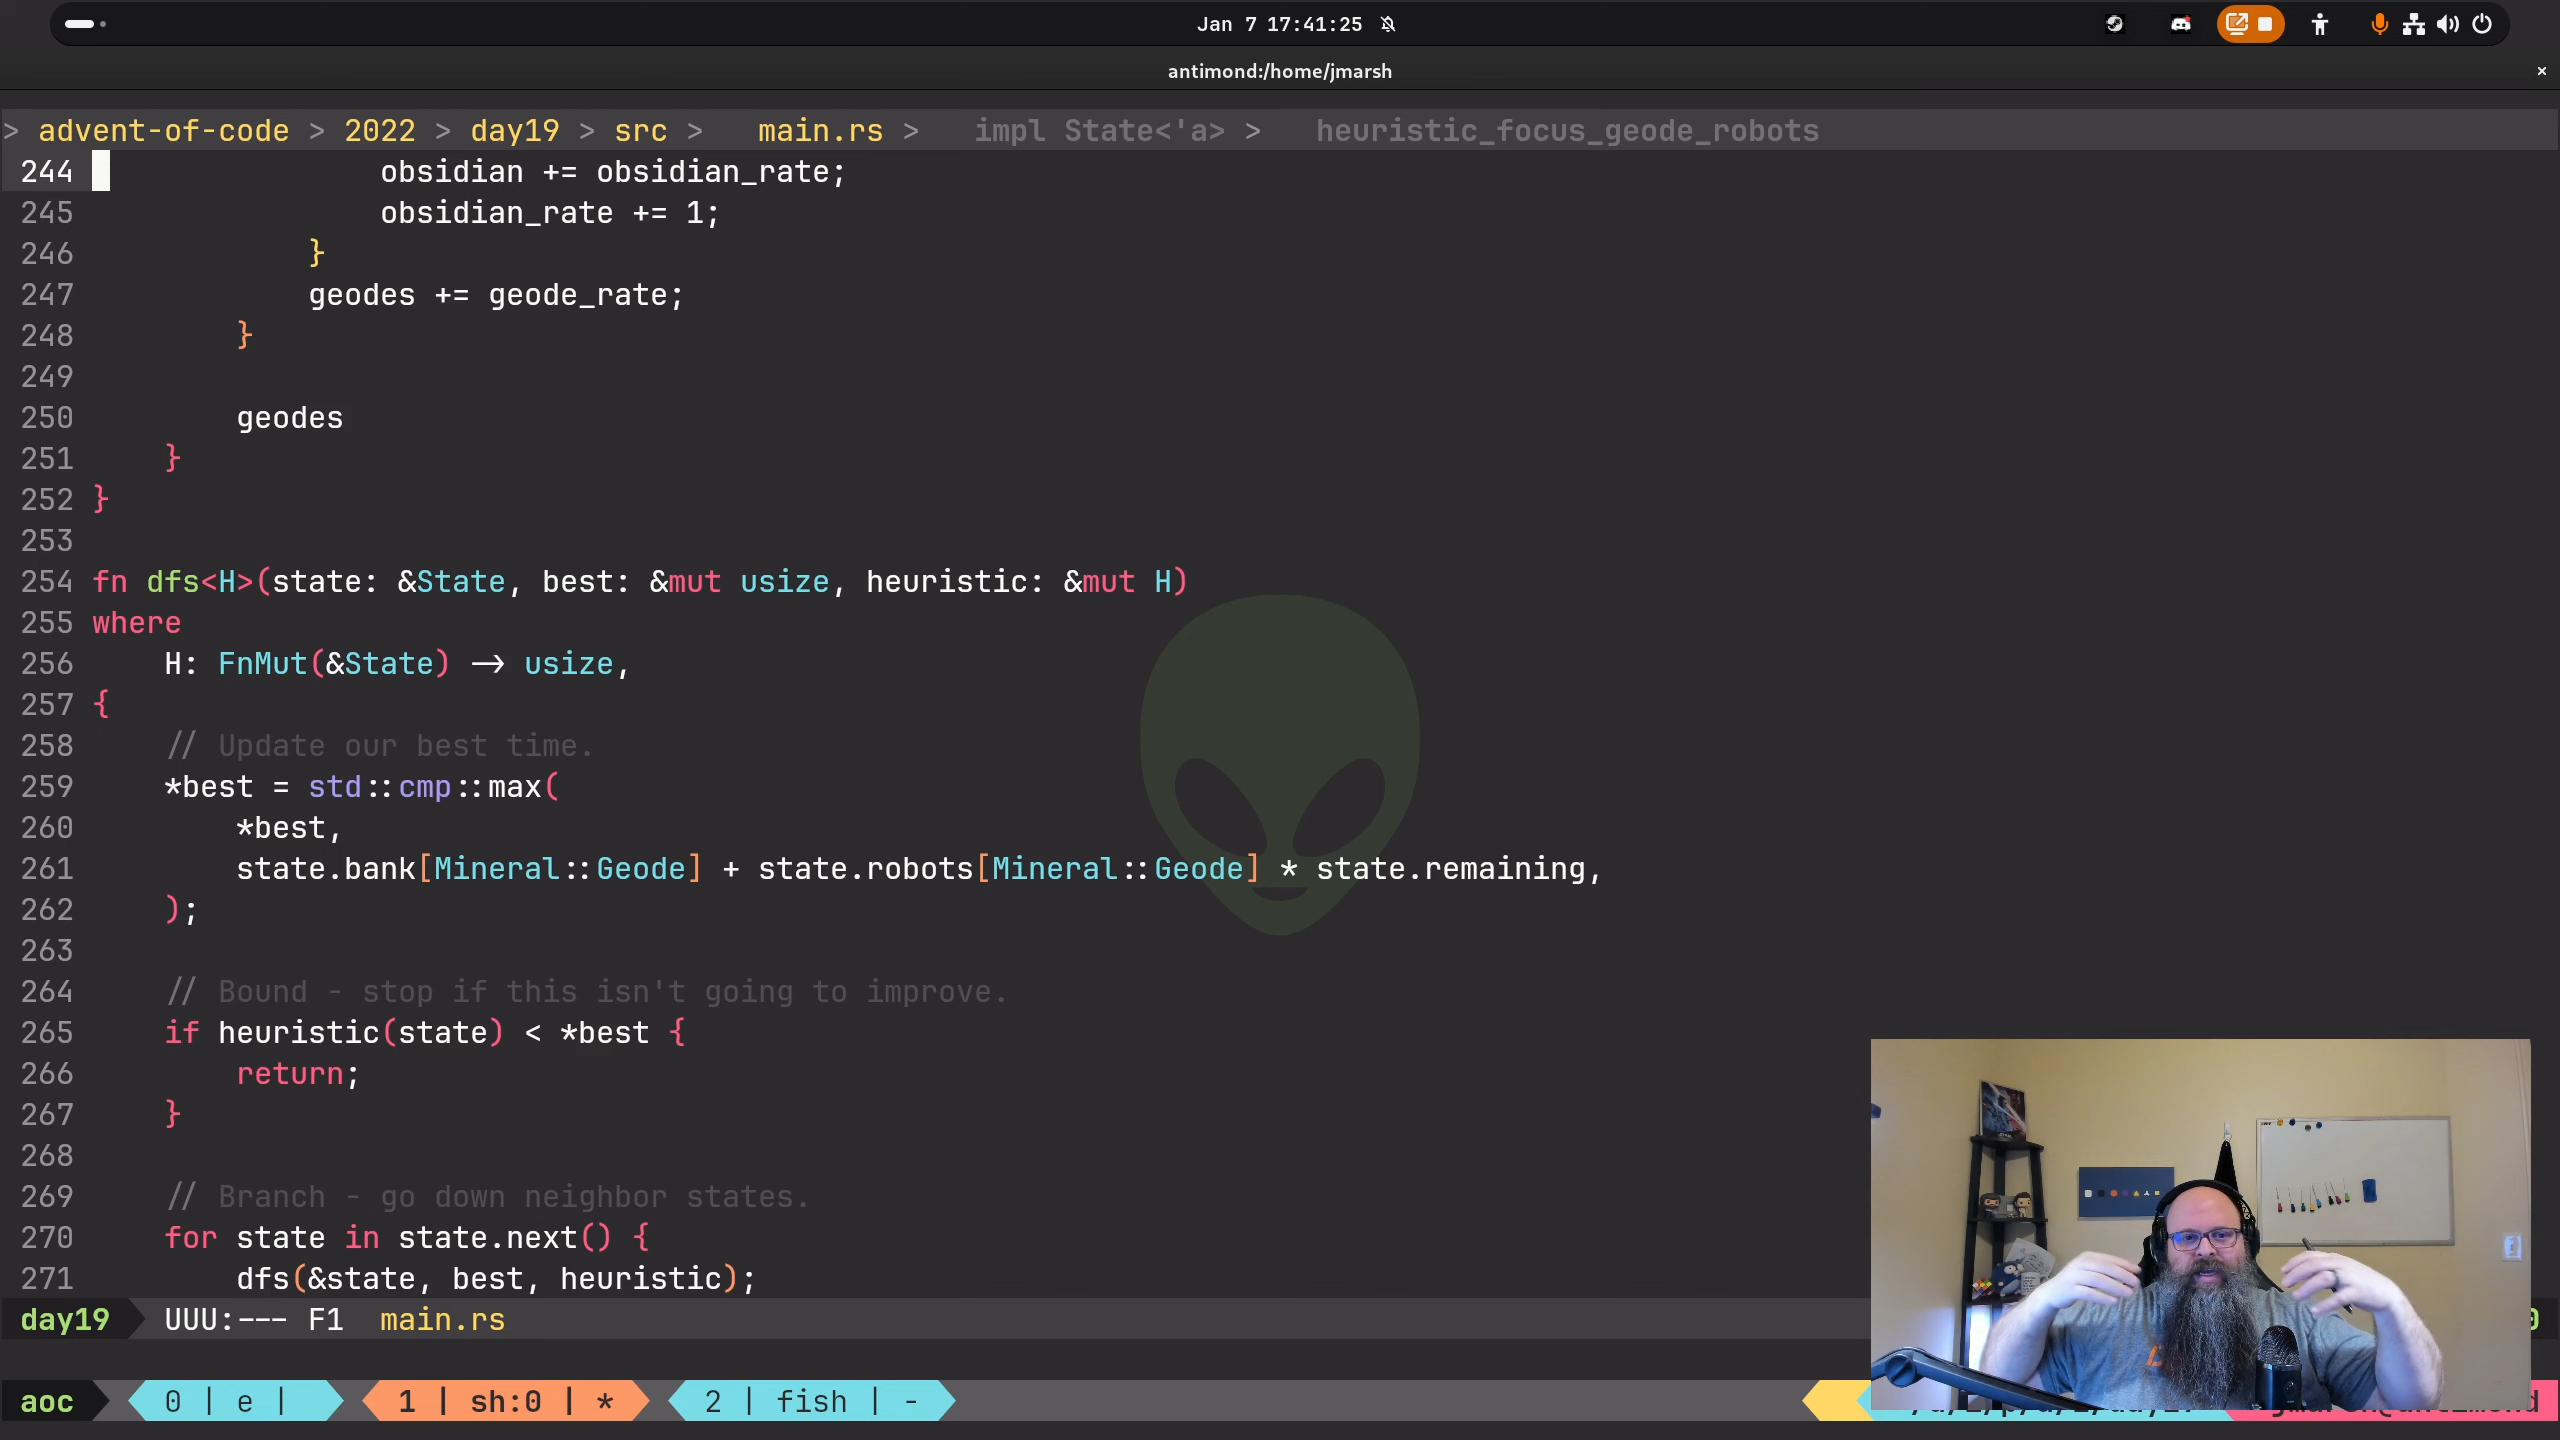 Jan 7 17:41:25
antimond:/home/jmarsh
×
> advent-of-code > 2022 > day19 > src > main.rs > impl State<'a> > heuristic_focus_geode_robots
244 obsidian += obsidian_rate;
245 obsidian_rate += 1;
246 }
247 geodes += geode_rate;
248 }
249
250 geodes
251 }
252 }
253
254 fn dfs<H>(state: &State, best: &mut usize, heuristic: &mut H)
255 where
256 H: FnMut(&State) -> usize,
257 {
258 // Update our best time.
259 *best = std::cmp::max(
260 *best,
261 state.bank[Mineral::Geode] + state.robots[Mineral::Geode] * state.remaining,
262 );
263
264 // Bound - stop if this isn't going to improve.
265 if heuristic(state) < *best {
266 return;
267 }
268
269 // Branch - go down neighbor states.
270 for state in state.next() {
271 dfs(&state, best, heuristic);
day19 UUU:--- F1 main.rs
aoc 0 | e | 1 | sh:0 | * 2 | fish | -